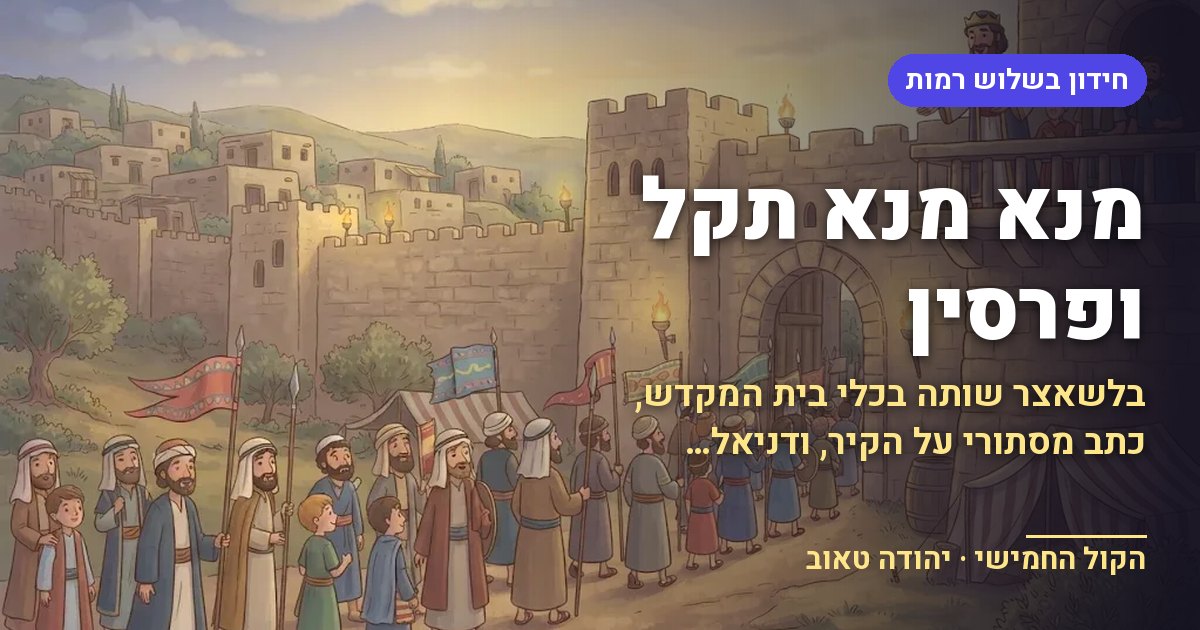 חידון בשלוש רמות
מנא מנא תקל
ופרסין
בלשאצר שותה בכלי בית המקדש,
כתב מסתורי על הקיר, ודניאל...
הקול החמישי · יהודה טאוב